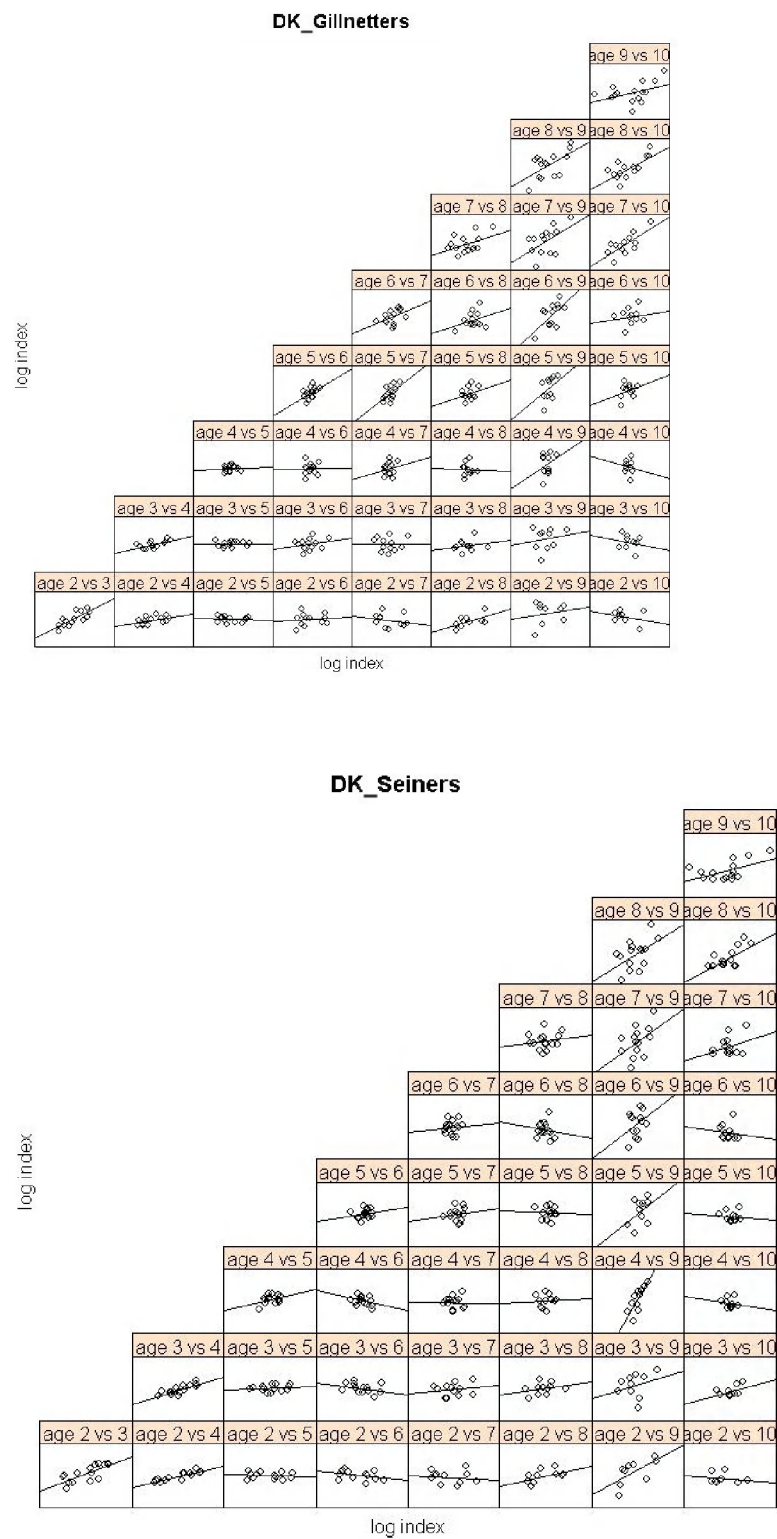 DK_Gillnetters
age 9 vs 10
age 8 vs 9 age 8 vs 10
age 7 vs 8 age 7 vs 9 age 7 vs 10
age 6 vs 7 age 6 vs 8 age 6 vs 9 age 6 vs 10
log index
age 5 vs 6 age 5 vs 7 age 5 vs 8 age 5 vs 9 age 5 vs 10
age 4 vs 5 age 4 vs 6 age 4 vs 7 age 4 vs 8 age 4 vs 9 age 4 vs 10
age 3 vs 4 age 3 vs 5 age 3 vs 6 age 3 vs 7 age 3 vs 8 age 3 vs 9 age 3 vs 10
age 2 vs 3 age 2 vs 4 age 2 vs 5 age 2 vs 6 age 2 vs 7 age 2 vs 8 age 2 vs 9 age 2 vs 10
log index
DK_Seiners
age 9 vs 10
age 8 vs 9 age 8 vs 10
age 7 vs 8 age 7 vs 9 age 7 vs 10
age 6 vs 7 age 6 vs 8 age 6 vs 9 age 6 vs 10
log index
age 5 vs 6 age 5 vs 7 age 5 vs 8 age 5 vs 9 age 5 vs 10
age 4 vs 5 age 4 vs 6 age 4 vs 7 age 4 vs 8 age 4 vs 9 age 4 vs 10
age 3 vs 4 age 3 vs 5 age 3 vs 6 age 3 vs 7 age 3 vs 8 age 3 vs 9 age 3 vs 10
age 2 vs 3 age 2 vs 4 age 2 vs 5 age 2 vs 6 age 2 vs 7 age 2 vs 8 age 2 vs 9 age 2 vs 10
log index